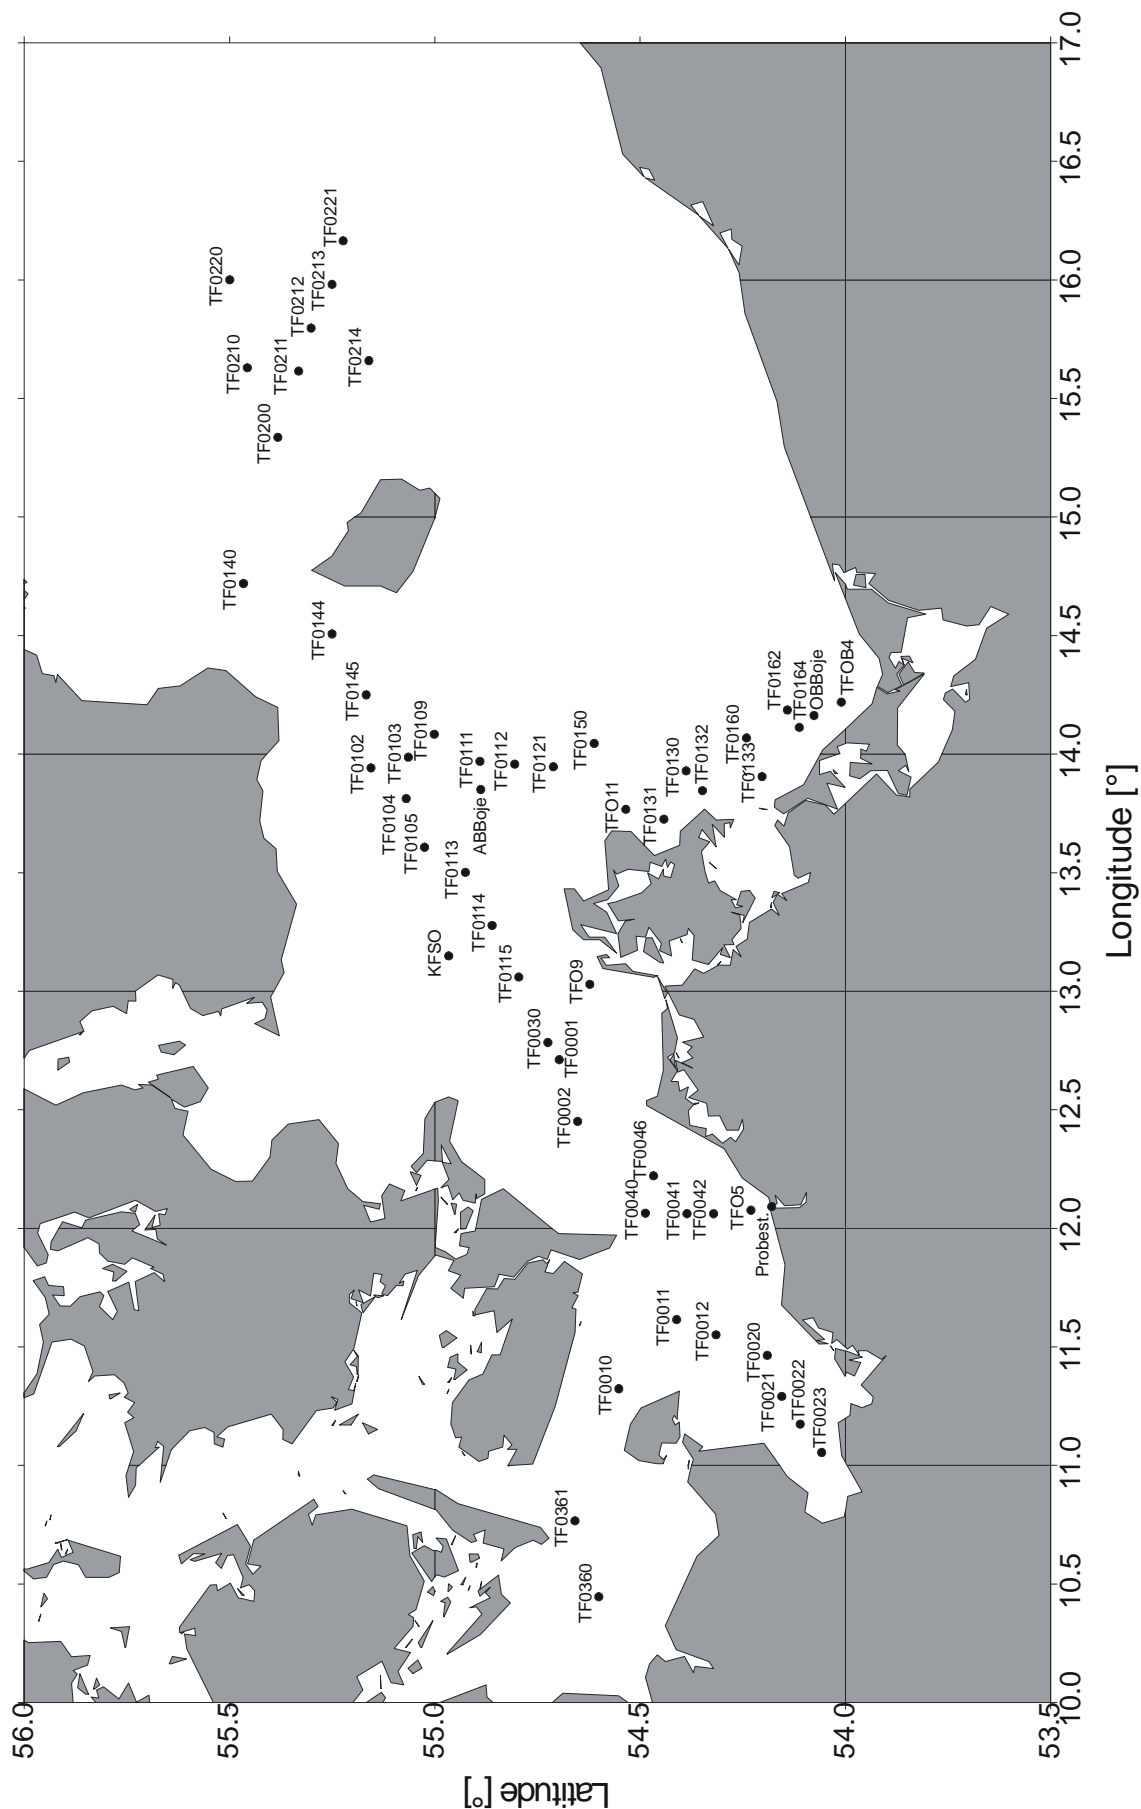 Latitude [°]
56.0
55.5
55.0
54.5
54.0
53.5
10.0
10.5
11.0
11.5
12.0
12.5
13.0
13.5
14.0
14.5
15.0
15.5
16.0
16.5
17.0
Longitude [°]
TF0220
TF0210
TF0221
TF0213
TF0212
TF0211
TF0214
TF0200
TF0140
TF0144
TF0145
TF0102
TF0103
TF0109
TF0104
TF0105
TF0111
ABBoje
TF0112
TF0121
TF0150
TF0113
TF0114
KFSO
TF0115
TFO11
TF0131
TF0130
TF0132
TF0160
TF0133
TF0162
TF0164
OBBoje
TFOB4
TFO9
TF0030
TF0001
TF0002
TF0046
TF0040
TF0041
TF0042
TFO5
Probest.
TF0011
TF0012
TF0010
TF0020
TF0021
TF0022
TF0023
TF0361
TF0360